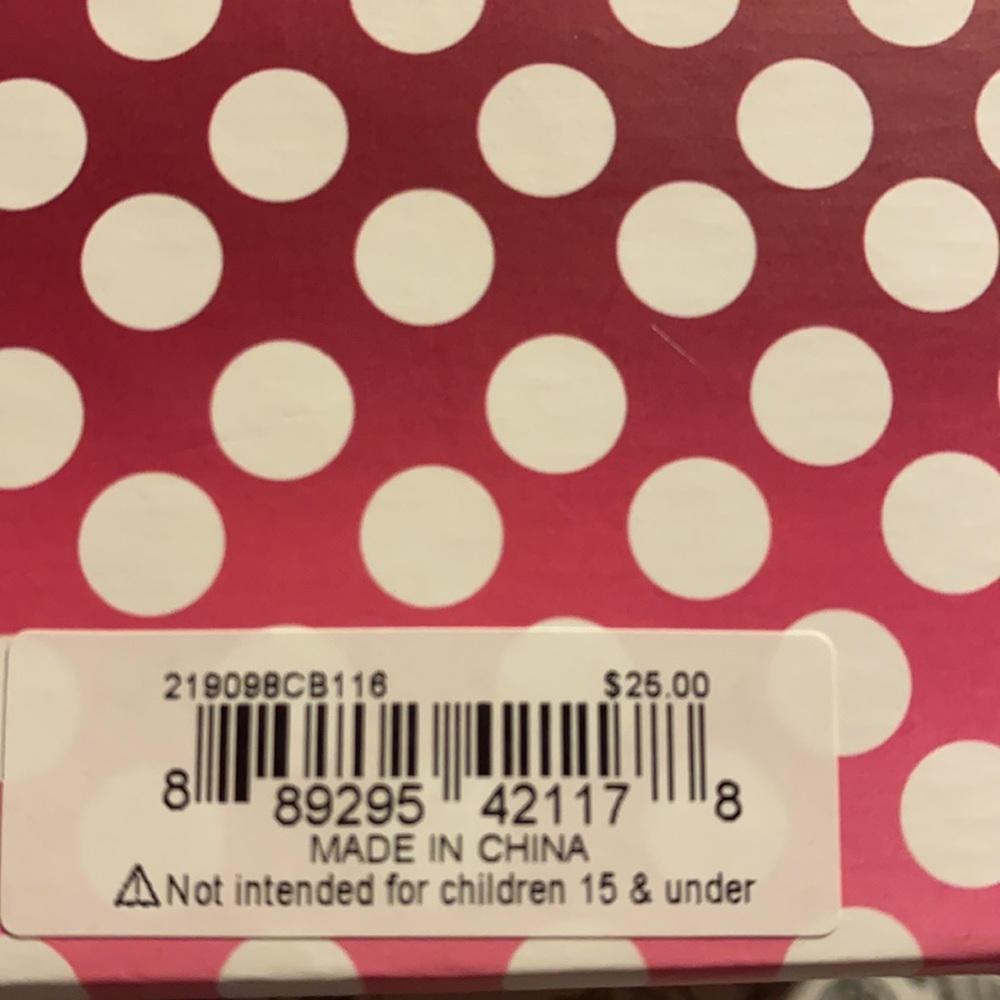 219098CB116 $25.00
8 89295 42117 8
MADE IN CHINA
⚠Not intended for children 15 & under